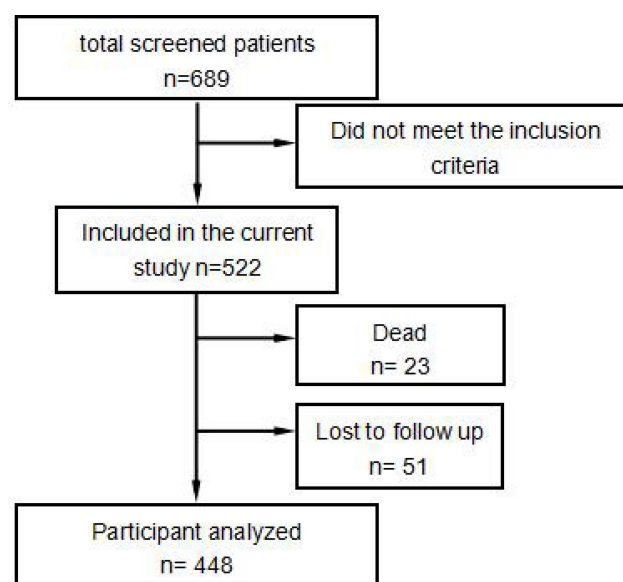 total screened patients
n=689
Did not meet the inclusion
criteria
Included in the current
study n=522
Dead
n= 23
Lost to follow up
n= 51
Participant analyzed
n= 448